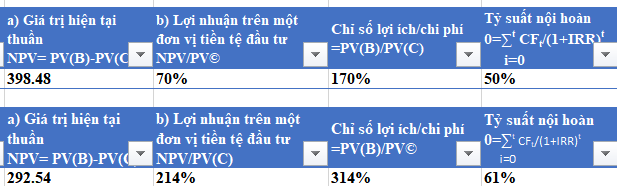 a) Giá trị hiện tại
thuần
NPV= PV(B)-PV(C
b) Lợi nhuận trên một
đơn vị tiền tệ đầu tư
NPV/PV©
Chỉ số lợi ích/chi phí
=PV(B)/PV(C)
Tỷ suất nội hoàn
0=∑ᵗ CFₜ/(1+IRR)ᵗ
i=0
398.48
70%
170%
50%
a) Giá trị hiện tại
thuần
NPV= PV(B)-PV(C
b) Lợi nhuận trên một
đơn vị tiền tệ đầu tư
NPV/PV(C)
Chỉ số lợi ích/chi phí
=PV(B)/PV©
Tỷ suất nội hoàn
0=∑ᵗ CFₜ/(1+IRR)ᵗ
i=0
292.54
214%
314%
61%